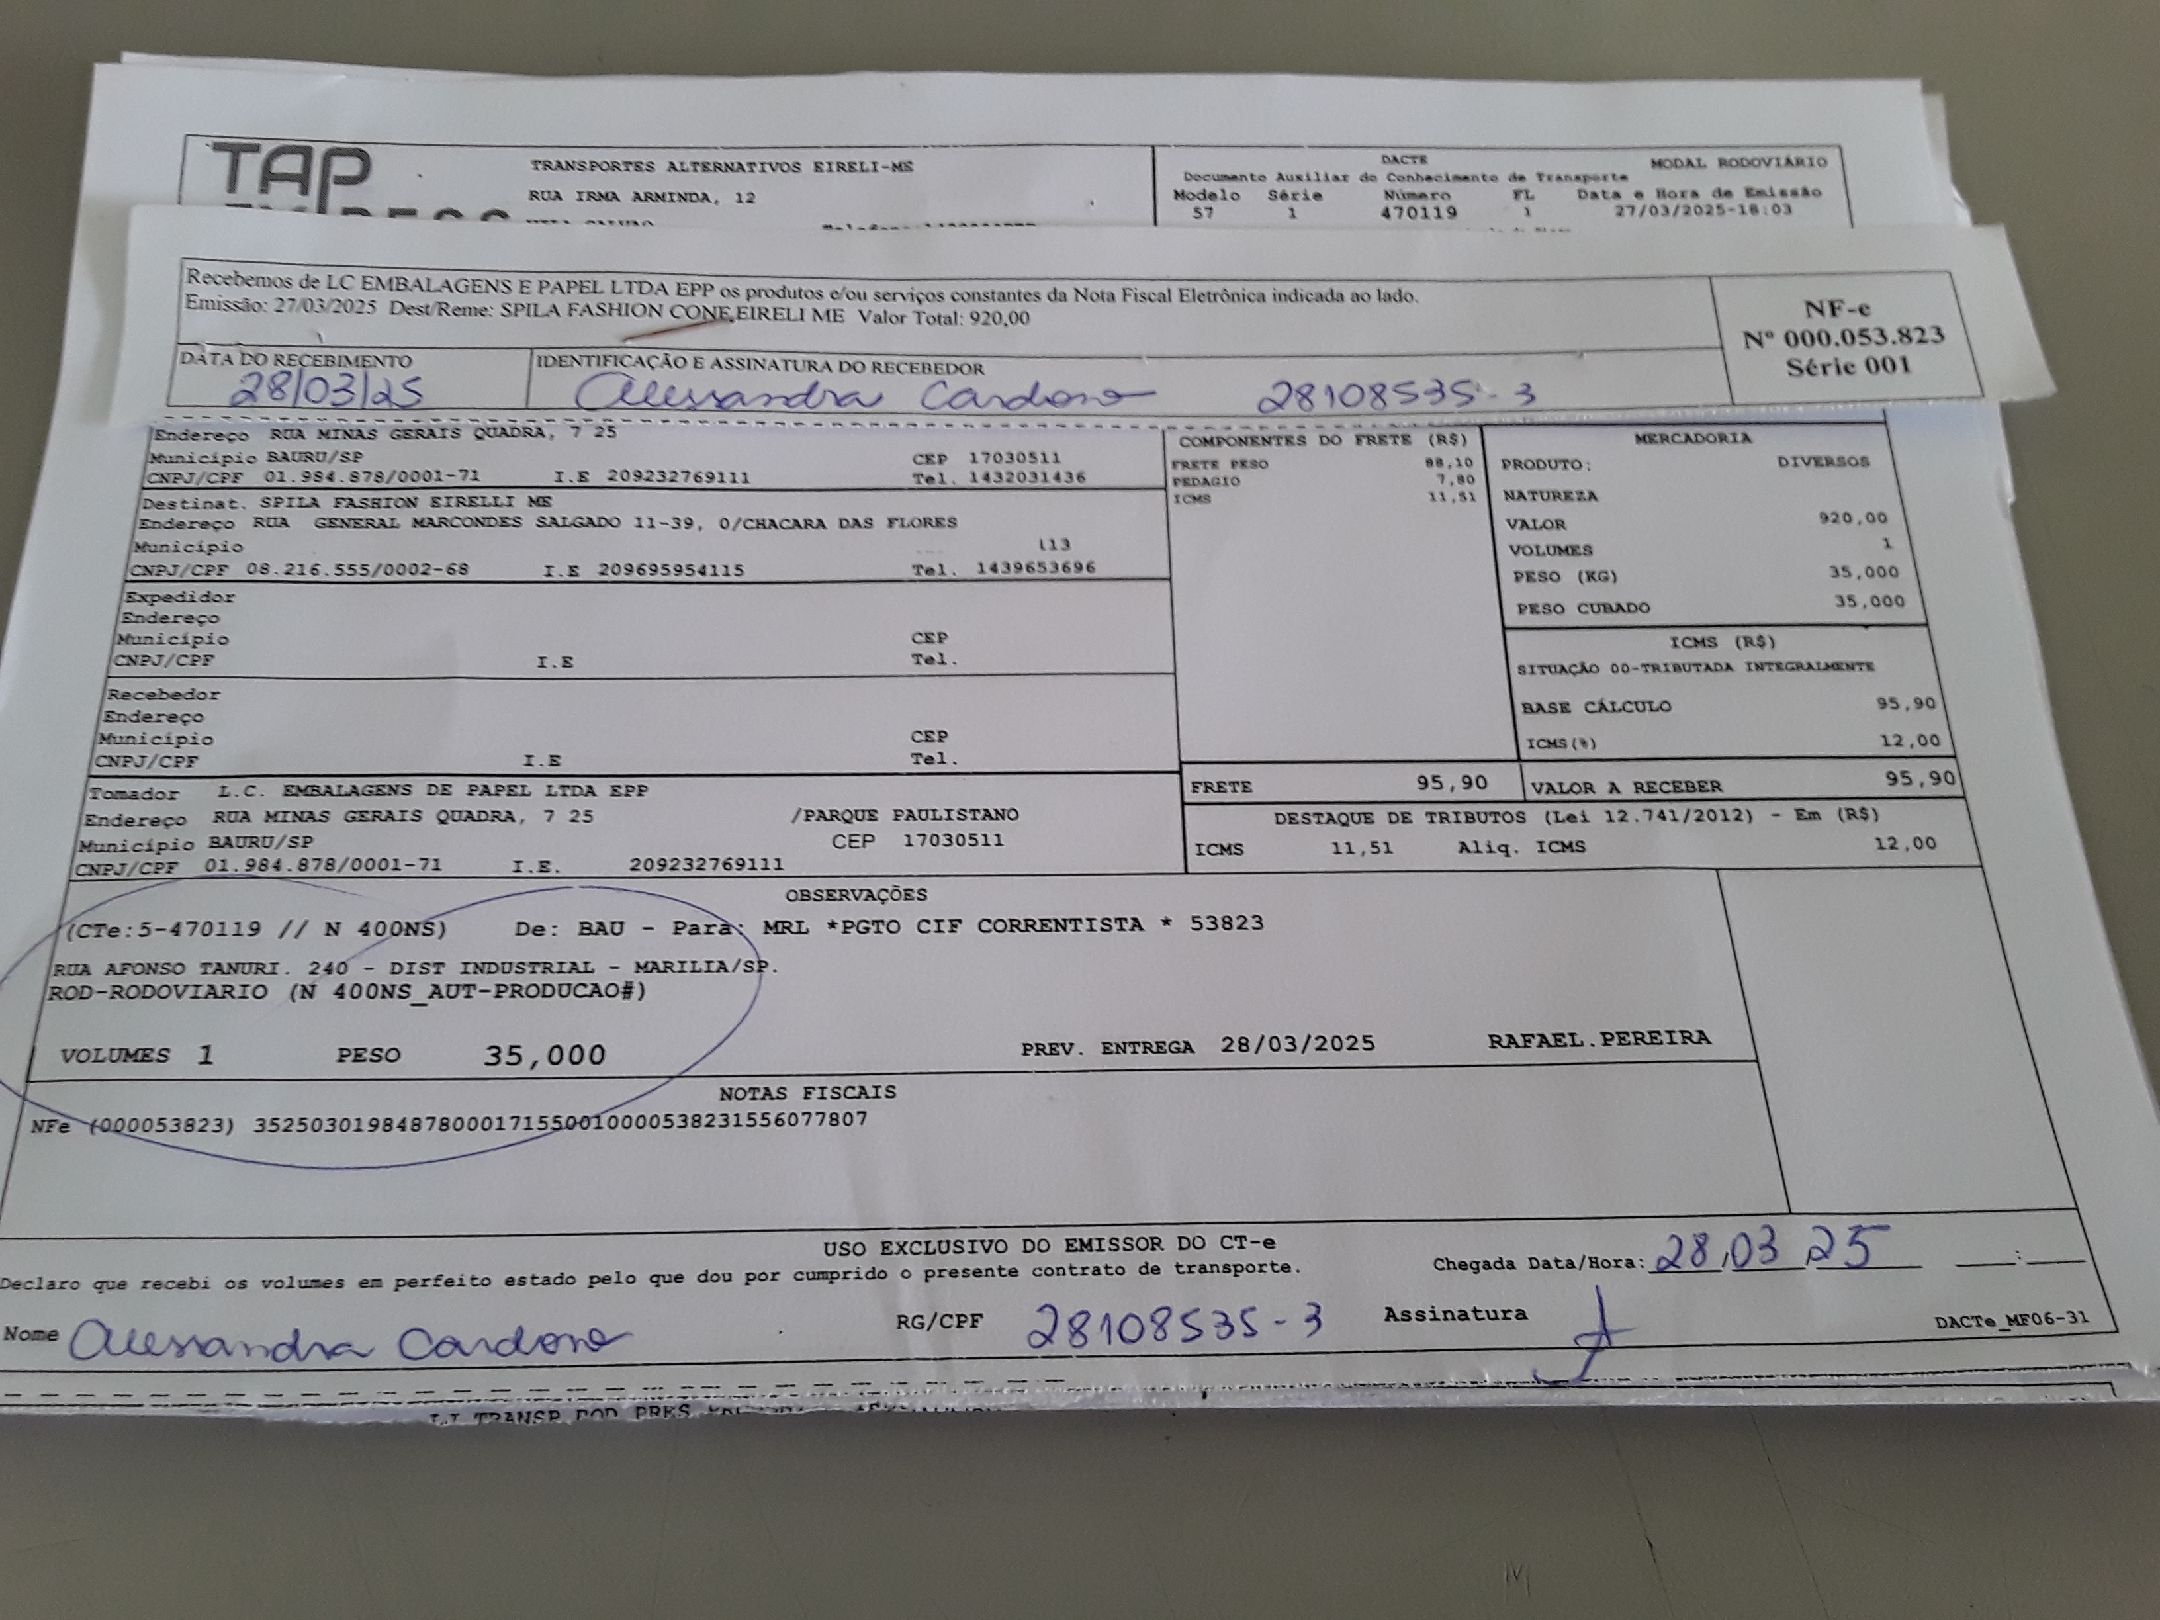 TAP
TRANSPORTES ALTERNATIVOS EIRELI-ME
RUA IRMA ARMINDA, 12
DACTE MODAL RODOVIÁRIO
Documento Auxiliar do Conhecimento de Transporte
Modelo Série Número FL Data e Hora de Emissão
57 1 470119 1 27/03/2025-18:03
Recebemos de LC EMBALAGENS E PAPEL LTDA EPP os produtos e/ou serviços constantes da Nota Fiscal Eletrônica indicada ao lado.
Emissão: 27/03/2025 Dest/Reme: SPILA FASHION CONF.EIRELI ME Valor Total: 920,00
NF-e
Nº 000.053.823
Série 001
DATA DO RECEBIMENTO
28/03/25
IDENTIFICAÇÃO E ASSINATURA DO RECEBEDOR
Alessandra Cardoso 28108535-3
Endereço RUA MINAS GERAIS QUADRA, 7 25
Município BAURU/SP CEP 17030511
CNPJ/CPF 01.984.878/0001-71 I.E 209232769111 Tel. 1432031436
Destinat. SPILA FASHION EIRELLI ME
Endereço RUA GENERAL MARCONDES SALGADO 11-39, 0/CHACARA DAS FLORES
Município 113
CNPJ/CPF 08.216.555/0002-68 I.E 209695954115 Tel. 1439653696
Expedidor
Endereço
Município CEP
CNPJ/CPF I.E Tel.
Recebedor
Endereço
Município CEP
CNPJ/CPF I.E Tel.
Tomador L.C. EMBALAGENS DE PAPEL LTDA EPP
Endereço RUA MINAS GERAIS QUADRA, 7 25 /PARQUE PAULISTANO
Município BAURU/SP CEP 17030511
CNPJ/CPF 01.984.878/0001-71 I.E. 209232769111
COMPONENTES DO FRETE (R$)
FRETE PESO 88,10
PEDAGIO 7,80
ICMS 11,51
MERCADORIA
PRODUTO: DIVERSOS
NATUREZA
VALOR 920,00
VOLUMES 1
PESO (KG) 35,000
PESO CUBADO 35,000
ICMS (R$)
SITUAÇÃO 00-TRIBUTADA INTEGRALMENTE
BASE CÁLCULO 95,90
ICMS(%) 12,00
FRETE 95,90 VALOR A RECEBER 95,90
DESTAQUE DE TRIBUTOS (Lei 12.741/2012) - Em (R$)
ICMS 11,51 Aliq. ICMS 12,00
OBSERVAÇÕES
(CTe:5-470119 // N 400NS) De: BAU - Para: MRL *PGTO CIF CORRENTISTA * 53823
RUA AFONSO TANURI. 240 - DIST INDUSTRIAL - MARILIA/SP.
ROD-RODOVIARIO (N 400NS_AUT-PRODUCAO#)
VOLUMES 1 PESO 35,000 PREV. ENTREGA 28/03/2025 RAFAEL.PEREIRA
NOTAS FISCAIS
NFe (000053823) 35250301984878000171550010000538231556077807
USO EXCLUSIVO DO EMISSOR DO CT-e
Declaro que recebi os volumes em perfeito estado pelo que dou por cumprido o presente contrato de transporte.
Chegada Data/Hora: 28/03/25 __:__
Nome Alessandra Cardoso RG/CPF 28108535-3 Assinatura
DACTe_MF06-31